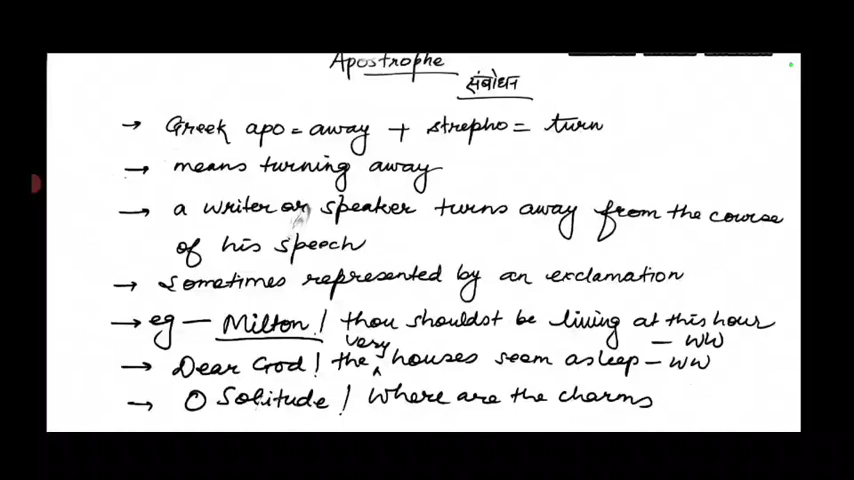 Apostrophe
संबोधन
→ Greek apo = away + strepho = turn
→ means turning away
→ a writer or speaker turns away from the course
of his speech
→ Sometimes represented by an exclamation
→ eg – Milton! thou shouldst be living at this hour
– WW
→ Dear God! the very houses seem asleep – WW
→ O Solitude! Where are the charms